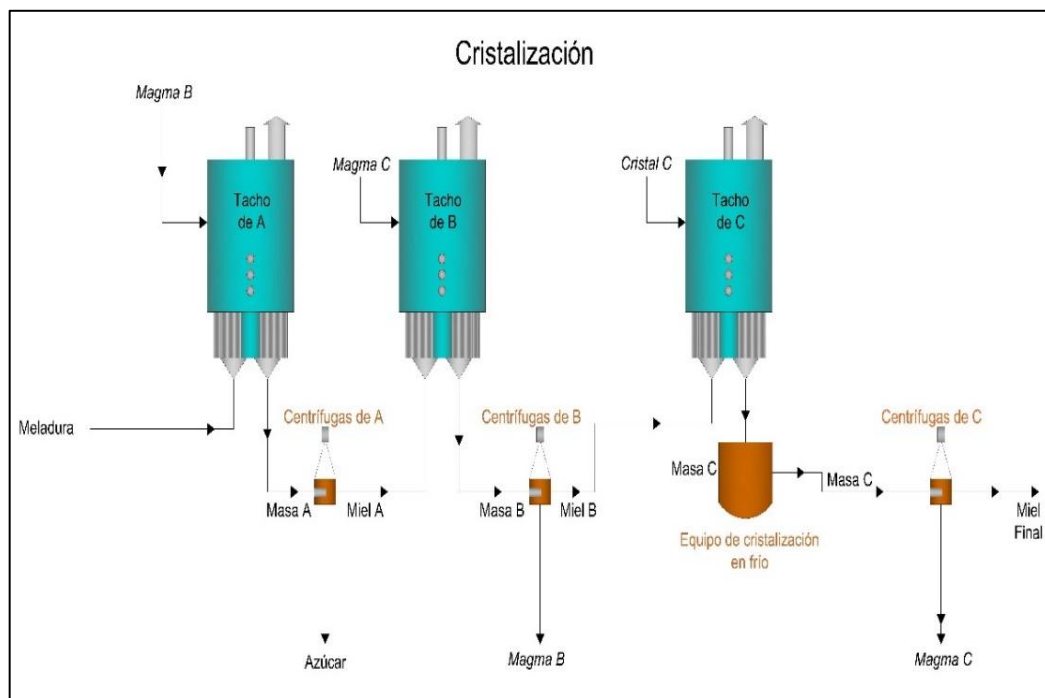 Cristalización
Magma B
Magma C
Cristal C
Tacho
de A
Tacho
de B
Tacho
de C
Meladura
Centrífugas de A
Centrífugas de B
Centrífugas de C
Masa A
Miel A
Masa B
Miel B
Masa C
Masa C
Miel
Final
Equipo de cristalización
en frío
Azúcar
Magma B
Magma C